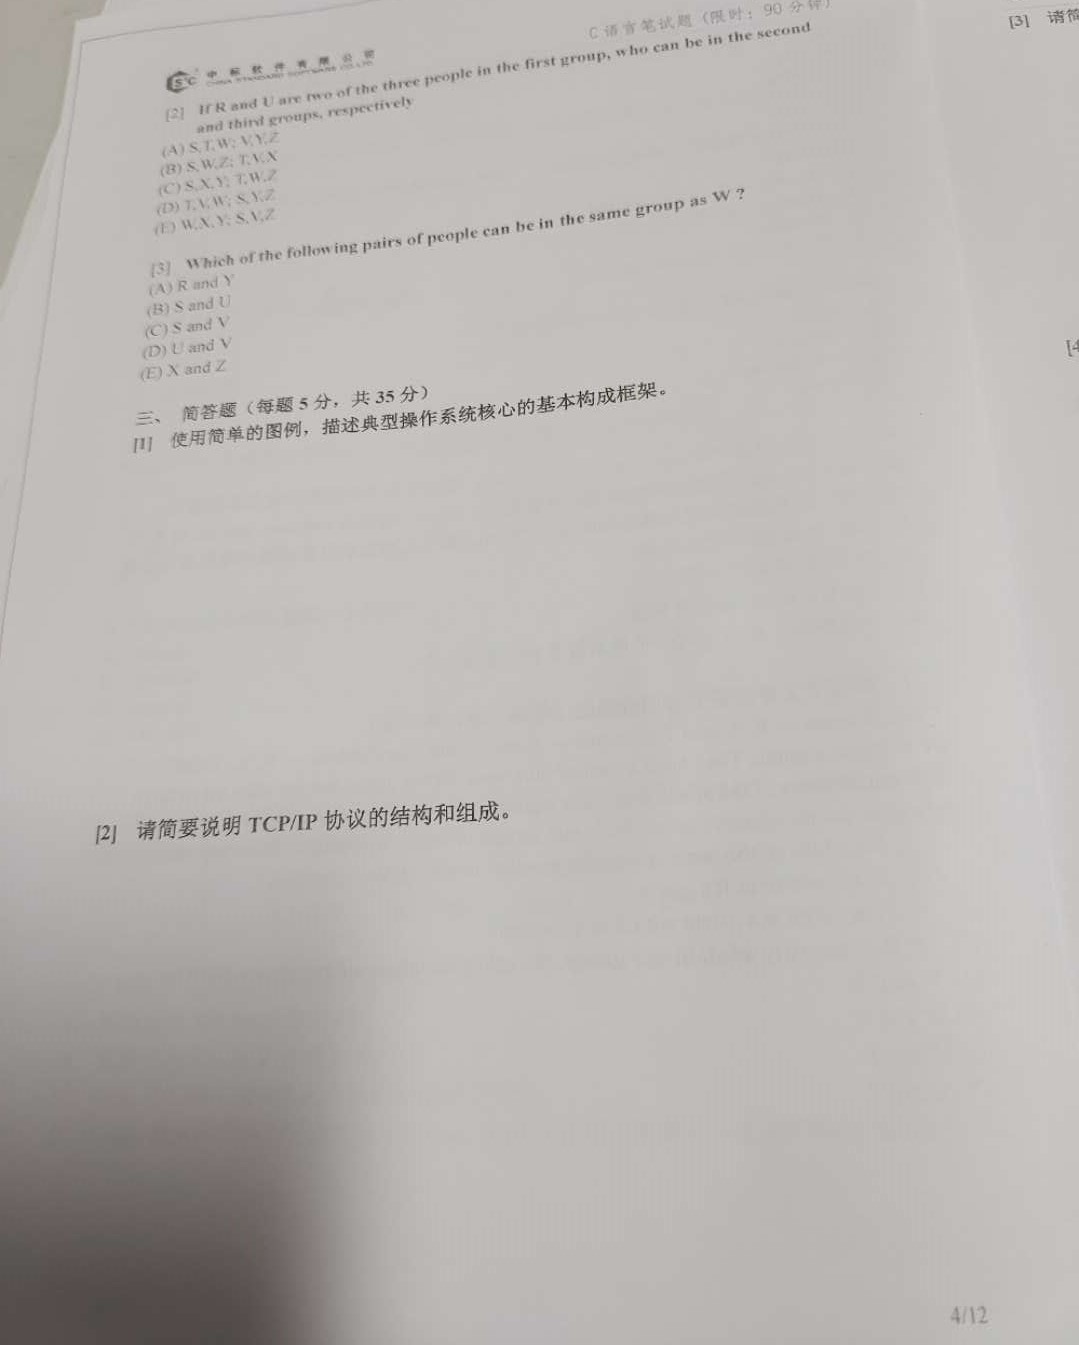 C 语言笔试题（限时：90 分钟）
中标软件有限公司
CHINA STANDARD SOFTWARE CO., LTD.
[2] If R and U are two of the three people in the first group, who can be in the second
and third groups, respectively
(A) S,T,W; V,Y,Z
(B) S,W,Z; T,V,X
(C) S,X,Y; T,W,Z
(D) T,V,W; S,Y,Z
(E) W,X,Y; S,V,Z
[3] Which of the following pairs of people can be in the same group as W ?
(A) R and Y
(B) S and U
(C) S and V
(D) U and V
(E) X and Z
三、 简答题（每题 5 分，共 35 分）
[1] 使用简单的图例，描述典型操作系统核心的基本构成框架。
[2] 请简要说明 TCP/IP 协议的结构和组成。
4/12
[3] 请简
[4